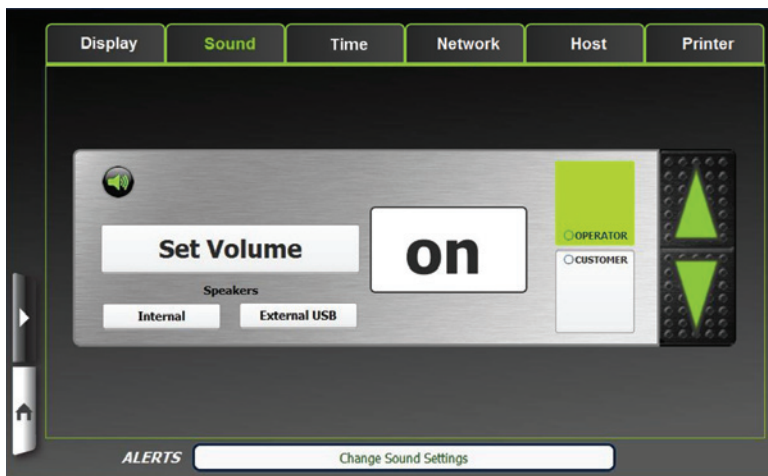 Display Sound Time Network Host Printer
Set Volume
on
OPERATOR
CUSTOMER
Speakers
Internal External USB
ALERTS Change Sound Settings